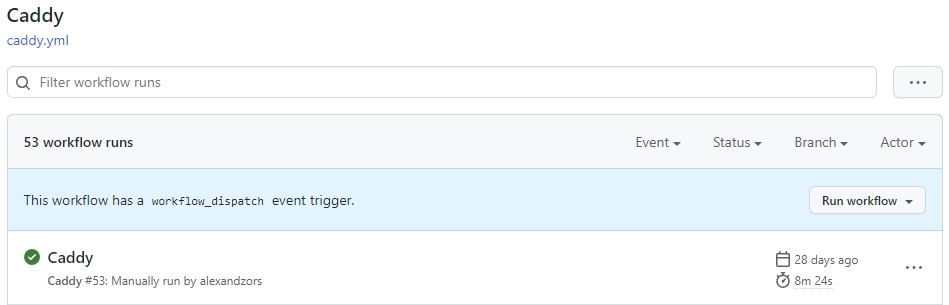 Caddy
caddy.yml
Filter workflow runs
53 workflow runs Event Status Branch Actor
This workflow has a workflow_dispatch event trigger. Run workflow
Caddy 28 days ago
Caddy #53: Manually run by alexandzors 8m 24s